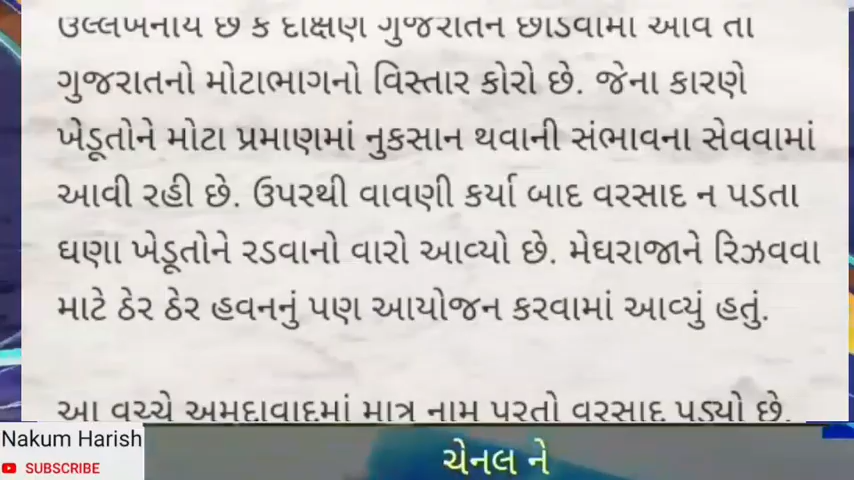 ઉલ્લેખનીય છે કે દક્ષિણ ગુજરાતને છોડવામાં આવે તો
ગુજરાતનો મોટાભાગનો વિસ્તાર કોરો છે. જેના કારણે
ખેડૂતોને મોટા પ્રમાણમાં નુકસાન થવાની સંભાવના સેવવામાં
આવી રહી છે. ઉપરથી વાવણી કર્યા બાદ વરસાદ ન પડતા
ઘણા ખેડૂતોને રડવાનો વારો આવ્યો છે. મેઘરાજાને રિઝવવા
માટે ઠેર ઠેર હવનનું પણ આયોજન કરવામાં આવ્યું હતું.
આ વચ્ચે અમદાવાદમાં માત્ર નામ પરતો વરસાદ પડ્યો છે.
Nakum Harish
SUBSCRIBE
ચેનલ ને